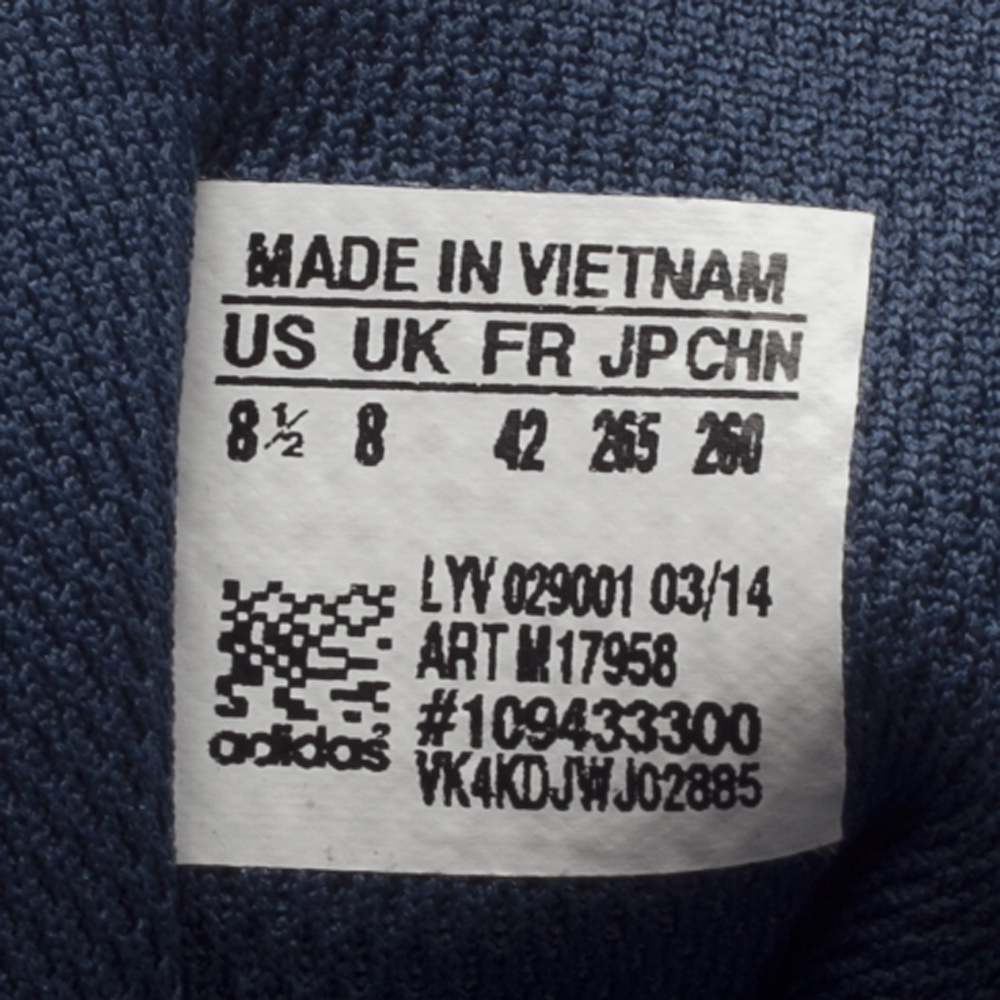 MADE IN VIETNAM
US UK FR JP CHN
8 ½ 8 42 265 260
LYV 029001 03/14
ART M17958
#109433300
VK4KDJWJ02885
adidas